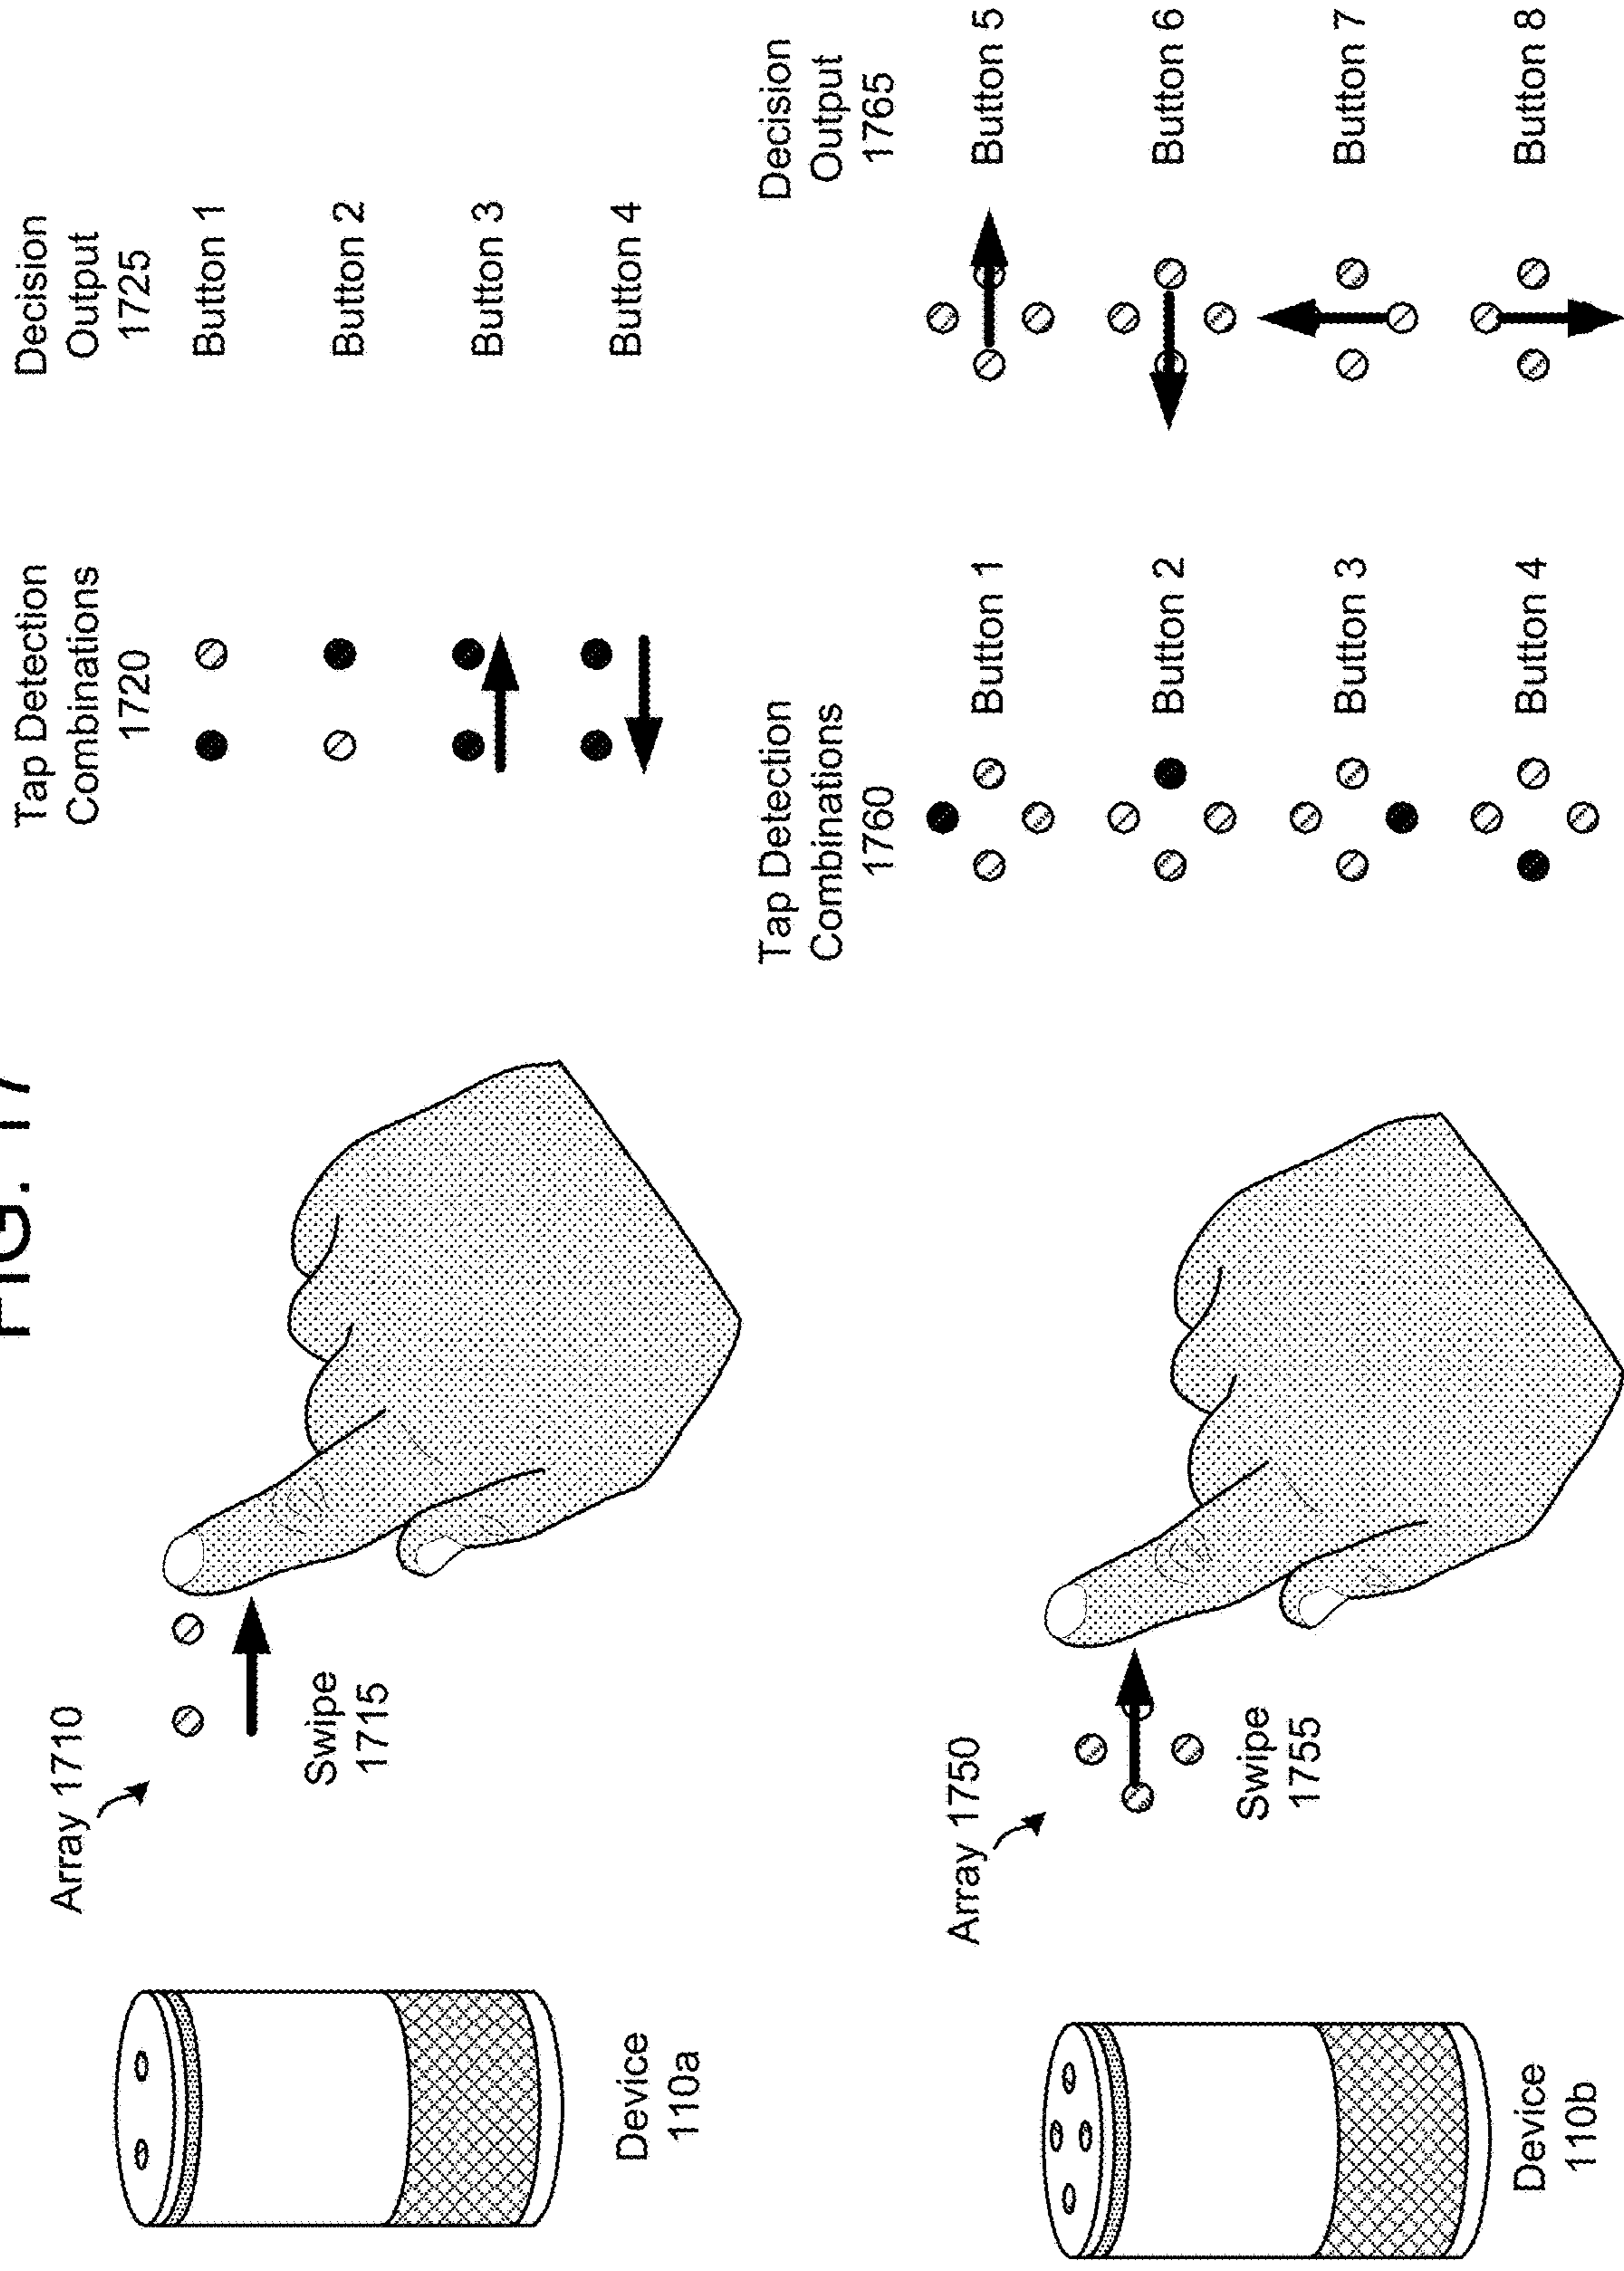 FIG. 17
Device
110a
Array 1710
Swipe
1715
Tap Detection
Combinations
1720
Decision
Output
1725
Button 1
Button 2
Button 3
Button 4
Device
110b
Array 1750
Swipe
1755
Tap Detection
Combinations
1760
Button 1
Button 2
Button 3
Button 4
Decision
Output
1765
Button 5
Button 6
Button 7
Button 8